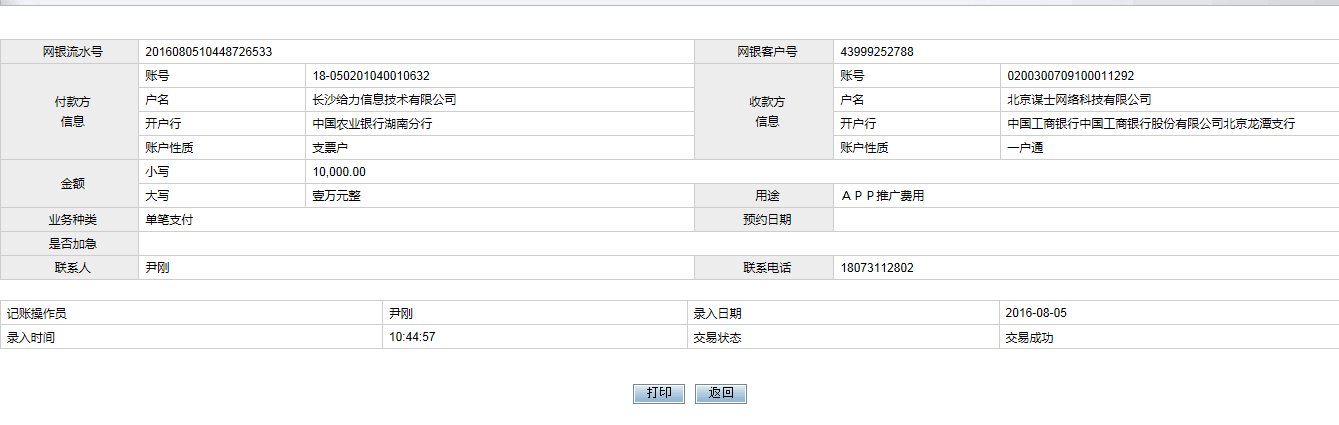 网银流水号 2016080510448726533 网银客户号 43999252788
付款方信息 账号 18-050201040010632 收款方信息 账号 0200300709100011292
户名 长沙给力信息技术有限公司 户名 北京谋士网络科技有限公司
开户行 中国农业银行湖南分行 开户行 中国工商银行中国工商银行股份有限公司北京龙潭支行
账户性质 支票户 账户性质 一户通
金额 小写 10,000.00
大写 壹万元整 用途 ＡＰＰ推广费用
业务种类 单笔支付 预约日期
是否加急
联系人 尹刚 联系电话 18073112802
记账操作员 尹刚 录入日期 2016-08-05
录入时间 10:44:57 交易状态 交易成功
打印 返回